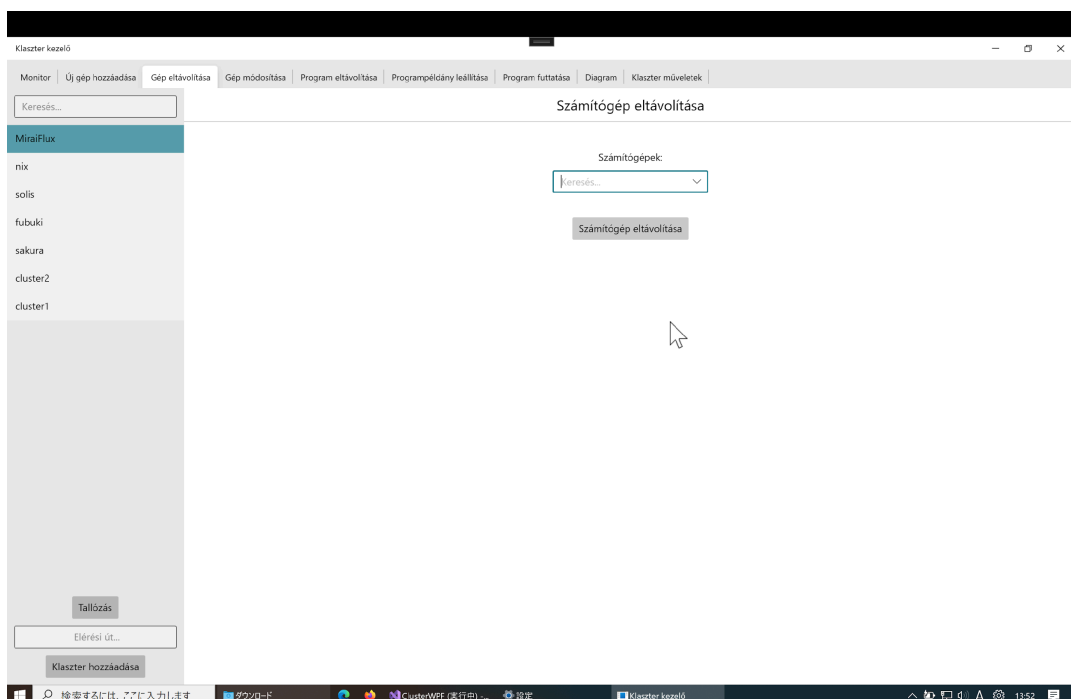 Klaszter kezelő
Monitor Új gép hozzáadása Gép eltávolítása Gép módosítása Program eltávolítása Programpéldány leállítása Program futtatása Diagram Klaszter műveletek
Keresés...
MiraiFlux
nix
solis
fubuki
sakura
cluster2
cluster1
Tallózás
Elérési út...
Klaszter hozzáadása
Számítógép eltávolítása
Számítógépek:
Keresés...
Számítógép eltávolítása
検索するには、ここに入力します ダウンロード ClusterWPF (実行中) -... 設定 Klaszter kezelő A 13:52